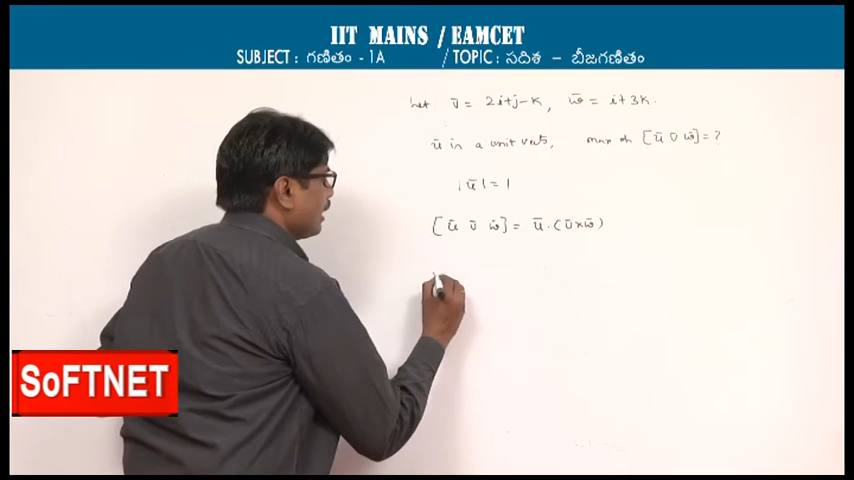 IIT MAINS / EAMCET
SUBJECT : గణితం - 1A / TOPIC : సదిశ – బీజగణితం
Let v̄ = 2i+j-k, w̄ = i+3k.
ū is a unit vect, max of [ū v̄ w̄] = ?
|ū| = 1
[ū v̄ w̄] = ū.(v̄×w̄)
SoFTNET